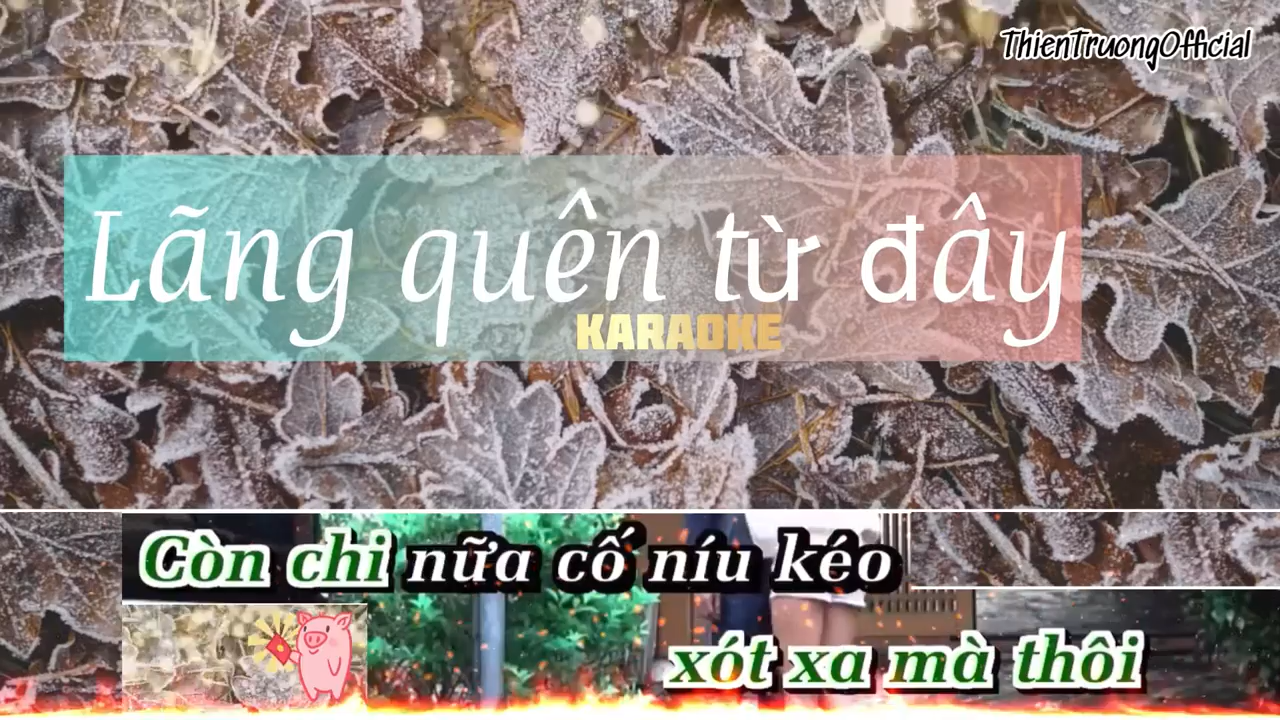 ThienTruongOfficial
Lãng quên từ đây
KARAOKE
Còn chi nữa cố níu kéo
xót xa mà thôi